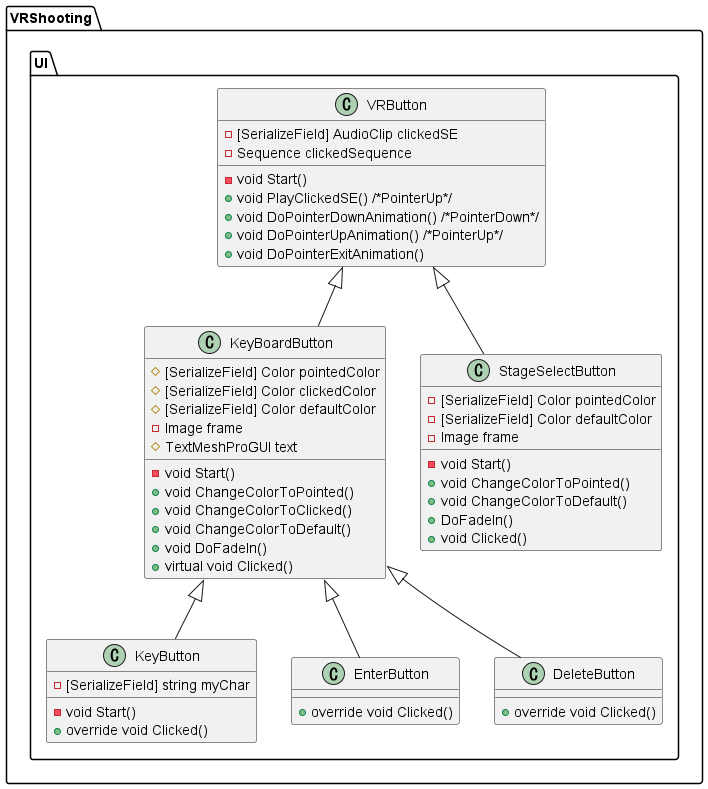 VRShooting
UI
C VRButton
[SerializeField] AudioClip clickedSE
Sequence clickedSequence
void Start()
void PlayClickedSE() /*PointerUp*/
void DoPointerDownAnimation() /*PointerDown*/
void DoPointerUpAnimation() /*PointerUp*/
void DoPointerExitAnimation()
C KeyBoardButton
[SerializeField] Color pointedColor
[SerializeField] Color clickedColor
[SerializeField] Color defaultColor
Image frame
TextMeshProGUI text
void Start()
void ChangeColorToPointed()
void ChangeColorToClicked()
void ChangeColorToDefault()
void DoFadeIn()
virtual void Clicked()
C StageSelectButton
[SerializeField] Color pointedColor
[SerializeField] Color defaultColor
Image frame
void Start()
void ChangeColorToPointed()
void ChangeColorToDefault()
DoFadeIn()
void Clicked()
C KeyButton
[SerializeField] string myChar
void Start()
override void Clicked()
C EnterButton
override void Clicked()
C DeleteButton
override void Clicked()